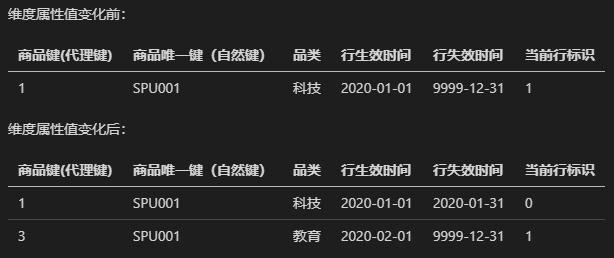 维度属性值变化前：
商品键(代理键) 商品唯一键（自然键） 品类 行生效时间 行失效时间 当前行标识
1 SPU001 科技 2020-01-01 9999-12-31 1
维度属性值变化后：
商品键(代理键) 商品唯一键（自然键） 品类 行生效时间 行失效时间 当前行标识
1 SPU001 科技 2020-01-01 2020-01-31 0
3 SPU001 教育 2020-02-01 9999-12-31 1